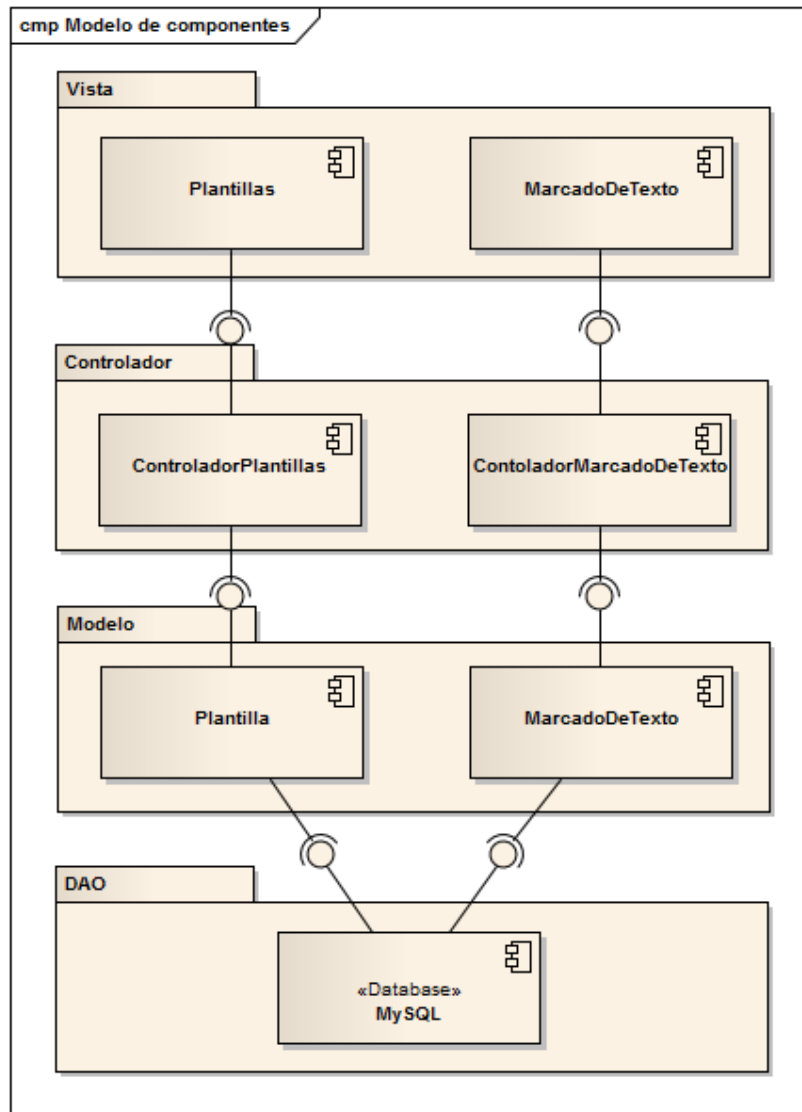 cmp Modelo de componentes
Vista
Plantillas
MarcadoDeTexto
Controlador
ControladorPlantillas
ContoladorMarcadoDeTexto
Modelo
Plantilla
MarcadoDeTexto
DAO
«Database»
MySQL